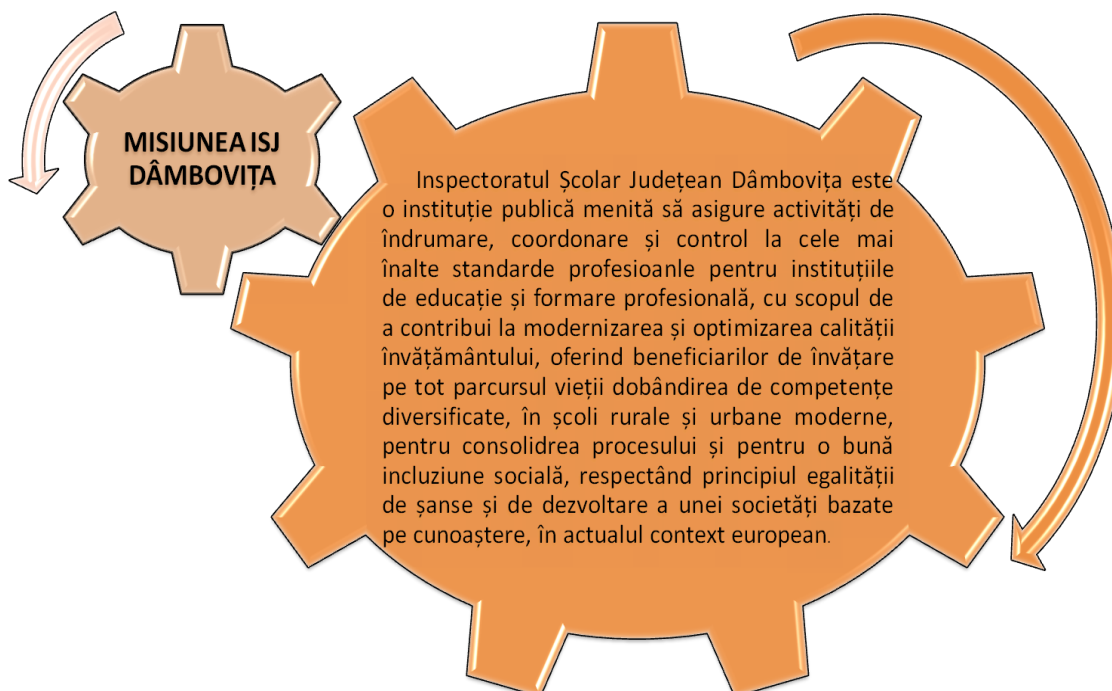 MISIUNEA ISJ
DÂMBOVIȚA
Inspectoratul Școlar Județean Dâmbovița este
o instituție publică menită să asigure activități de
îndrumare, coordonare și control la cele mai
înalte standarde profesioanle pentru instituțiile
de educație și formare profesională, cu scopul de
a contribui la modernizarea și optimizarea calității
învățământului, oferind beneficiarilor de învățare
pe tot parcursul vieții dobândirea de competențe
diversificate, în școli rurale și urbane moderne,
pentru consolidrea procesului și pentru o bună
incluziune socială, respectând principiul egalității
de șanse și de dezvoltare a unei societăți bazate
pe cunoaștere, în actualul context european.